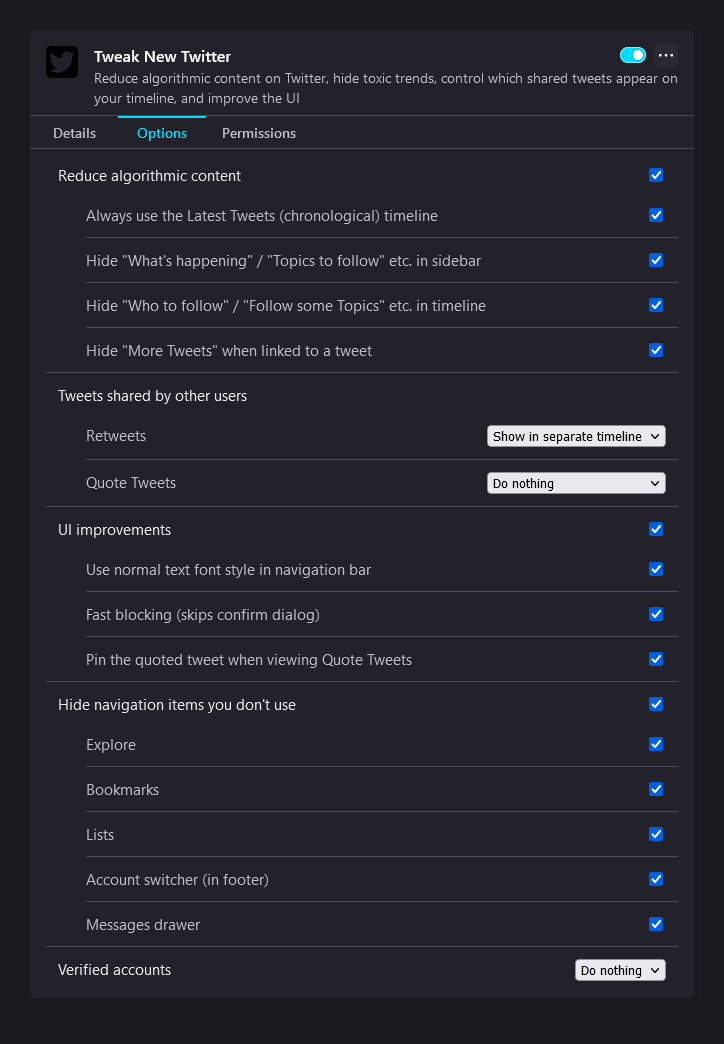 Tweak New Twitter
Reduce algorithmic content on Twitter, hide toxic trends, control which shared tweets appear on
your timeline, and improve the UI
Details Options Permissions
Reduce algorithmic content
Always use the Latest Tweets (chronological) timeline
Hide "What's happening" / "Topics to follow" etc. in sidebar
Hide "Who to follow" / "Follow some Topics" etc. in timeline
Hide "More Tweets" when linked to a tweet
Tweets shared by other users
Retweets Show in separate timeline
Quote Tweets Do nothing
UI improvements
Use normal text font style in navigation bar
Fast blocking (skips confirm dialog)
Pin the quoted tweet when viewing Quote Tweets
Hide navigation items you don't use
Explore
Bookmarks
Lists
Account switcher (in footer)
Messages drawer
Verified accounts Do nothing